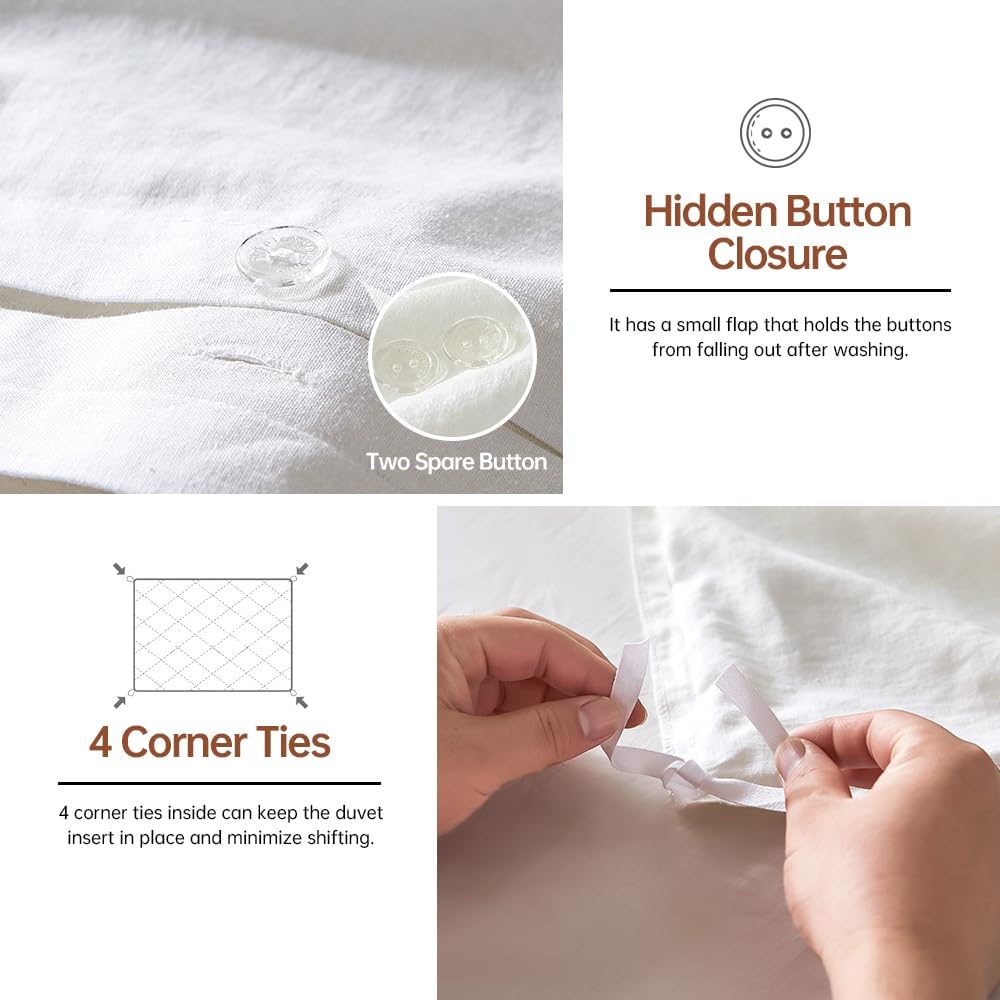 Hidden Button
Closure
It has a small flap that holds the buttons
from falling out after washing.
Two Spare Button
4 Corner Ties
4 corner ties inside can keep the duvet
insert in place and minimize shifting.